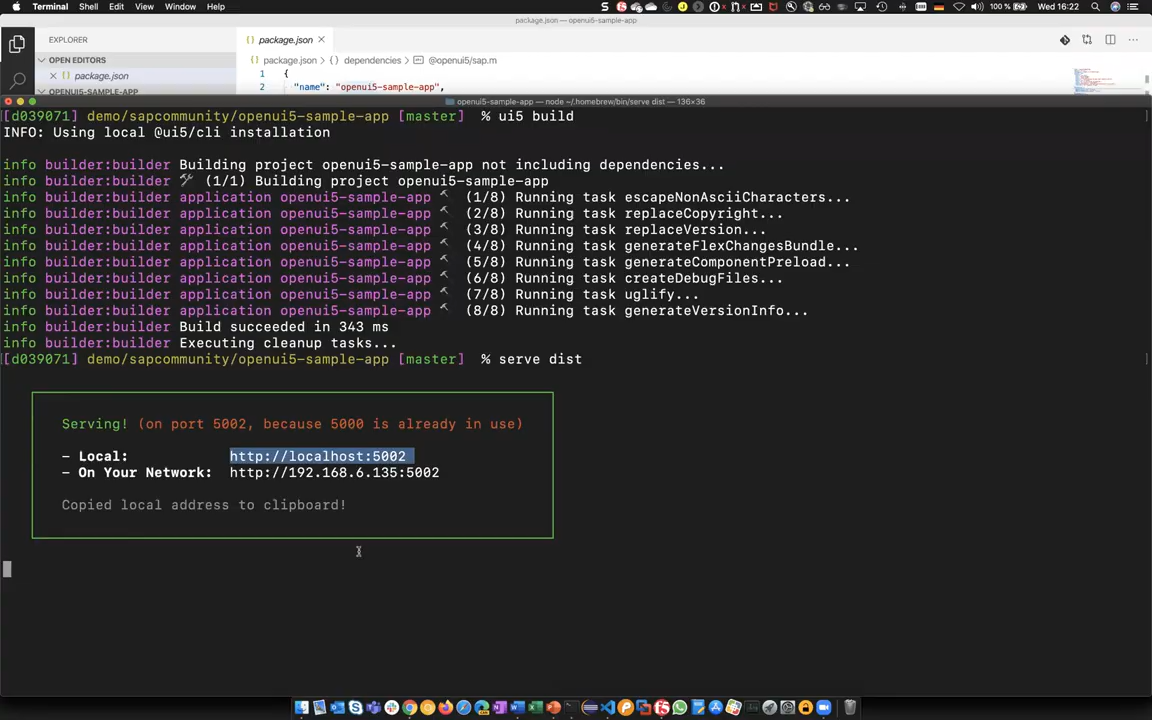 Terminal Shell Edit View Window Help 100 % Wed 16:22
package.json — openui5-sample-app
EXPLORER
package.json
OPEN EDITORS
package.json > {} dependencies > @openui5/sap.m
package.json
1 {
OPENUI5-SAMPLE-APP
2 "name": "openui5-sample-app",
openui5-sample-app — node ~/.homebrew/bin/serve dist — 136×36
[d039071] demo/sapcommunity/openui5-sample-app [master] % ui5 build
INFO: Using local @ui5/cli installation
info builder:builder Building project openui5-sample-app not including dependencies...
info builder:builder 🛠 (1/1) Building project openui5-sample-app
info builder:builder application openui5-sample-app 🔨 (1/8) Running task escapeNonAsciiCharacters...
info builder:builder application openui5-sample-app 🔨 (2/8) Running task replaceCopyright...
info builder:builder application openui5-sample-app 🔨 (3/8) Running task replaceVersion...
info builder:builder application openui5-sample-app 🔨 (4/8) Running task generateFlexChangesBundle...
info builder:builder application openui5-sample-app 🔨 (5/8) Running task generateComponentPreload...
info builder:builder application openui5-sample-app 🔨 (6/8) Running task createDebugFiles...
info builder:builder application openui5-sample-app 🔨 (7/8) Running task uglify...
info builder:builder application openui5-sample-app 🔨 (8/8) Running task generateVersionInfo...
info builder:builder Build succeeded in 343 ms
info builder:builder Executing cleanup tasks...
[d039071] demo/sapcommunity/openui5-sample-app [master] % serve dist
Serving! (on port 5002, because 5000 is already in use)
- Local: http://localhost:5002
- On Your Network: http://192.168.6.135:5002
Copied local address to clipboard!